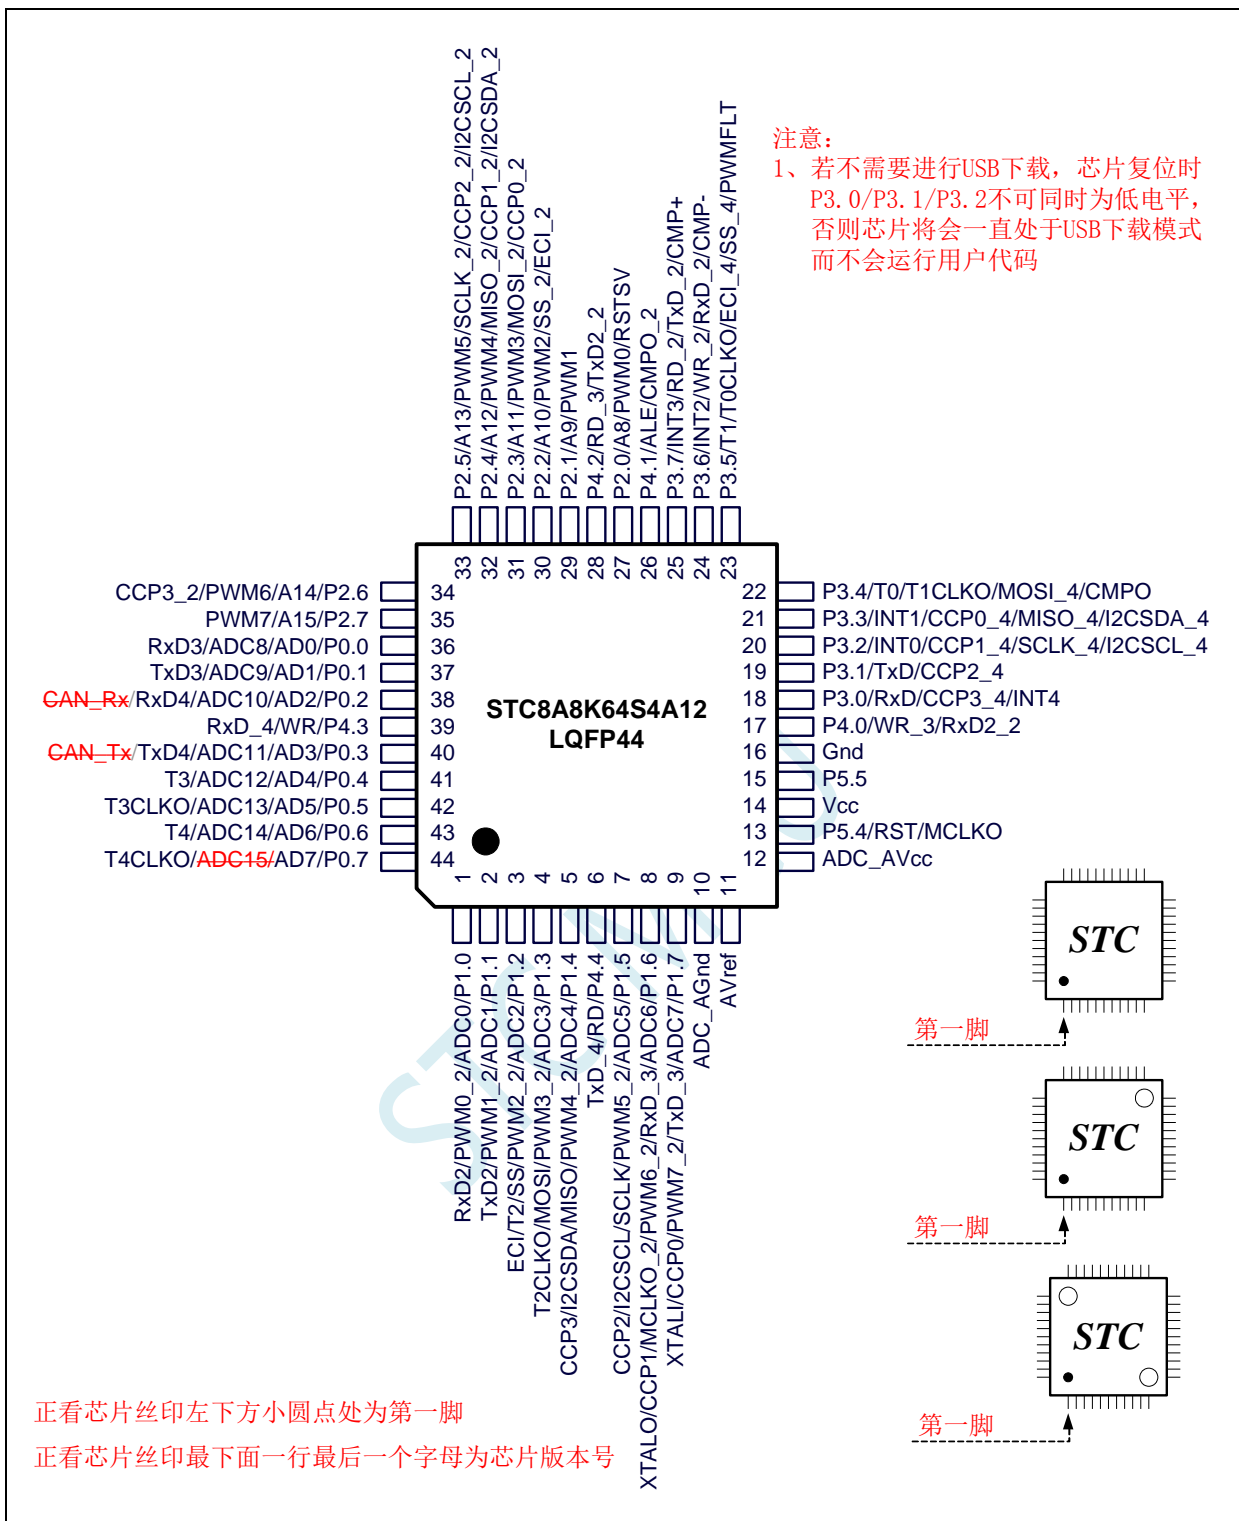 P2.5/A13/PWM5/SCLK_2/CCP2_2/I2CSCL_2
P2.4/A12/PWM4/MISO_2/CCP1_2/I2CSDA_2
P2.3/A11/PWM3/MOSI_2/CCP0_2
P2.2/A10/PWM2/SS_2/ECI_2
P2.1/A9/PWM1
P4.2/RD_3/TxD2_2
P2.0/A8/PWM0/RSTSV
P4.1/ALE/CMPO_2
P3.7/INT3/RD_2/TxD_2/CMP+
P3.6/INT2/WR_2/RxD_2/CMP-
P3.5/T1/T0CLKO/ECI_4/SS_4/PWMFLT
注意：
1、若不需要进行USB下载，芯片复位时
P3.0/P3.1/P3.2不可同时为低电平，
否则芯片将会一直处于USB下载模式
而不会运行用户代码
33 32 31 30 29 28 27 26 25 24 23
CCP3_2/PWM6/A14/P2.6 34
PWM7/A15/P2.7 35
RxD3/ADC8/AD0/P0.0 36
TxD3/ADC9/AD1/P0.1 37
CAN_Rx/RxD4/ADC10/AD2/P0.2 38
RxD_4/WR/P4.3 39
CAN_Tx/TxD4/ADC11/AD3/P0.3 40
T3/ADC12/AD4/P0.4 41
T3CLKO/ADC13/AD5/P0.5 42
T4/ADC14/AD6/P0.6 43
T4CLKO/ADC15/AD7/P0.7 44
STC8A8K64S4A12
LQFP44
22 P3.4/T0/T1CLKO/MOSI_4/CMPO
21 P3.3/INT1/CCP0_4/MISO_4/I2CSDA_4
20 P3.2/INT0/CCP1_4/SCLK_4/I2CSCL_4
19 P3.1/TxD/CCP2_4
18 P3.0/RxD/CCP3_4/INT4
17 P4.0/WR_3/RxD2_2
16 Gnd
15 P5.5
14 Vcc
13 P5.4/RST/MCLKO
12 ADC_AVcc
1 2 3 4 5 6 7 8 9 10 11
RxD2/PWM0_2/ADC0/P1.0
TxD2/PWM1_2/ADC1/P1.1
ECI/T2/SS/PWM2_2/ADC2/P1.2
T2CLKO/MOSI/PWM3_2/ADC3/P1.3
CCP3/I2CSDA/MISO/PWM4_2/ADC4/P1.4
TxD_4/RD/P4.4
CCP2/I2CSCL/SCLK/PWM5_2/ADC5/P1.5
XTALO/CCP1/MCLKO_2/PWM6_2/RxD_3/ADC6/P1.6
XTALI/CCP0/PWM7_2/TxD_3/ADC7/P1.7
ADC_AGnd
AVref
STC
第一脚
STC
第一脚
STC
第一脚
正看芯片丝印左下方小圆点处为第一脚
正看芯片丝印最下面一行最后一个字母为芯片版本号